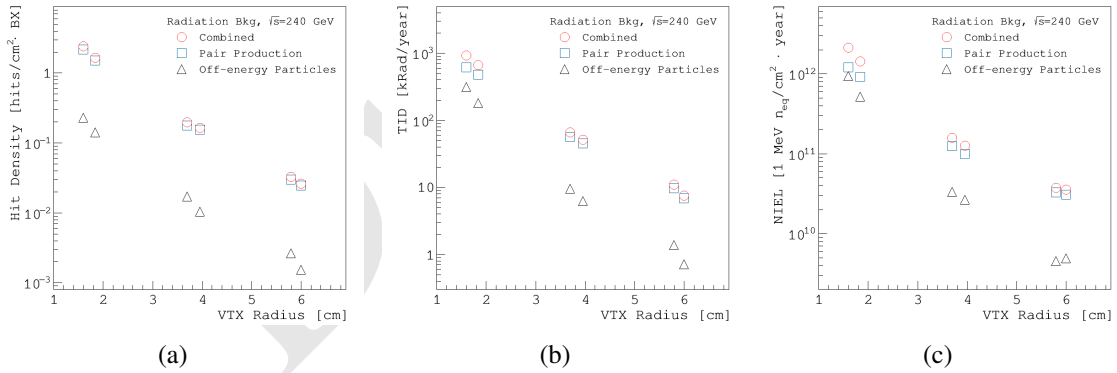 Radiation Bkg, √s=240 GeV
Combined
Pair Production
Off-energy Particles
Hit Density [hits/cm²· BX]
1
10⁻¹
10⁻²
10⁻³
1 2 3 4 5 6
VTX Radius [cm]
(a)
Radiation Bkg, √s=240 GeV
Combined
Pair Production
Off-energy Particles
TID [kRad/year]
10³
10²
10
1
1 2 3 4 5 6
VTX Radius [cm]
(b)
Radiation Bkg, √s=240 GeV
Combined
Pair Production
Off-energy Particles
NIEL [1 MeV n_eq/cm² · year]
10¹²
10¹¹
10¹⁰
1 2 3 4 5 6
VTX Radius [cm]
(c)